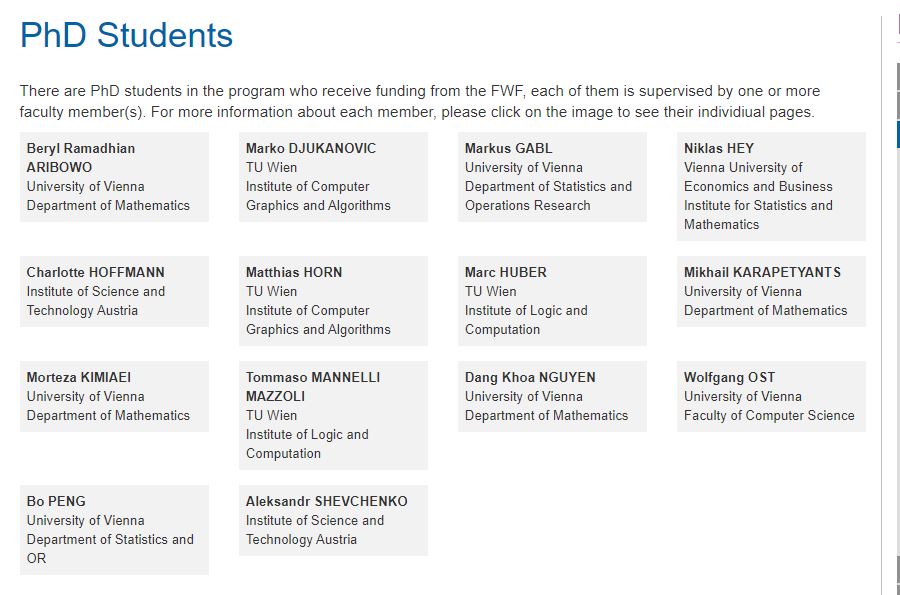 PhD Students
There are PhD students in the program who receive funding from the FWF, each of them is supervised by one or more
faculty member(s). For more information about each member, please click on the image to see their individiual pages.
Beryl Ramadhian
ARIBOWO
University of Vienna
Department of Mathematics
Marko DJUKANOVIC
TU Wien
Institute of Computer
Graphics and Algorithms
Markus GABL
University of Vienna
Department of Statistics and
Operations Research
Niklas HEY
Vienna University of
Economics and Business
Institute for Statistics and
Mathematics
Charlotte HOFFMANN
Institute of Science and
Technology Austria
Matthias HORN
TU Wien
Institute of Computer
Graphics and Algorithms
Marc HUBER
TU Wien
Institute of Logic and
Computation
Mikhail KARAPETYANTS
University of Vienna
Department of Mathematics
Morteza KIMIAEI
University of Vienna
Department of Mathematics
Tommaso MANNELLI
MAZZOLI
TU Wien
Institute of Logic and
Computation
Dang Khoa NGUYEN
University of Vienna
Department of Mathematics
Wolfgang OST
University of Vienna
Faculty of Computer Science
Bo PENG
University of Vienna
Department of Statistics and
OR
Aleksandr SHEVCHENKO
Institute of Science and
Technology Austria